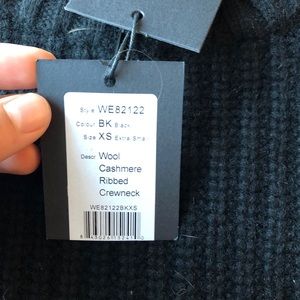 Style WE82122
Colour BK Black
Size XS Extra Sma
Descr Wool
Cashmere
Ribbed
Crewneck
WE82122BKXS